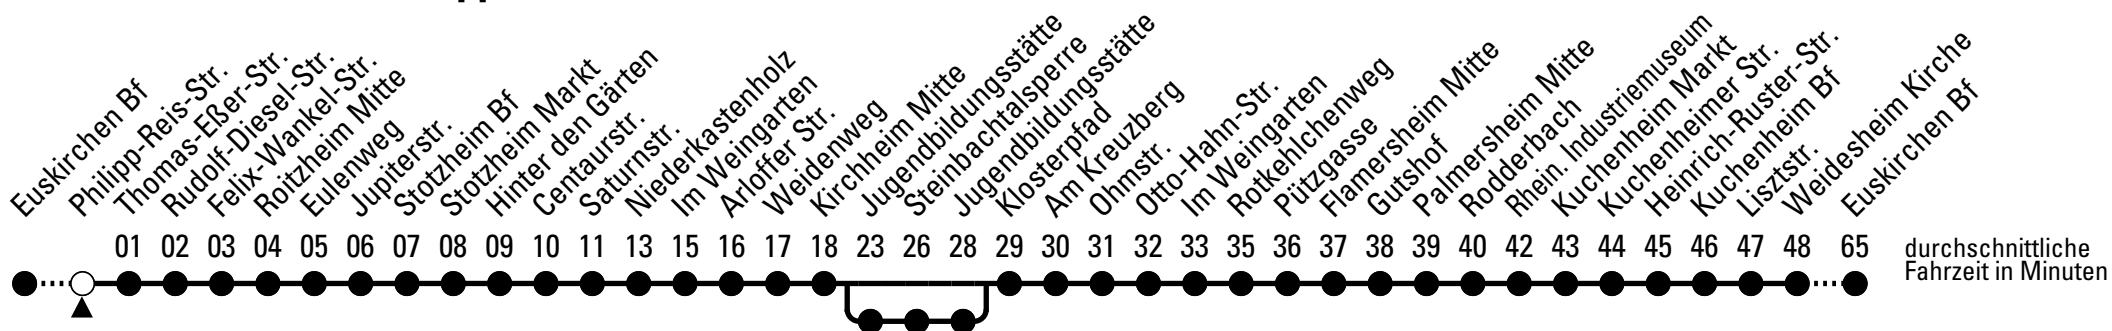 Euskirchen Bf
Philipp-Reis-Str.
Thomas-Eßer-Str.
Rudolf-Diesel-Str.
Felix-Wankel-Str.
Roitzheim Mitte
Eulenweg
Jupiterstr.
Stotzheim Bf
Stotzheim Markt
Hinter den Gärten
Centaurstr.
Saturnstr.
Niederkastenholz
Im Weingarten
Arloffer Str.
Weidenweg
Kirchheim Mitte
Jugendbildungsstätte
Steinbachtalsperre
Jugendbildungsstätte
Klosterpfad
Am Kreuzberg
Ohmstr.
Otto-Hahn-Str.
Im Weingarten
Rotkehlchenweg
Pützgasse
Flamersheim Mitte
Gutshof
Palmersheim Mitte
Rodderbach
Rhein. Industriemuseum
Kuchenheim Markt
Kuchenheimer Str.
Heinrich-Ruster-Str.
Kuchenheim Bf
Lisztstr.
Weidesheim Kirche
Euskirchen Bf
01 02 03 04 05 06 07 08 09 10 11 13 15 16 17 18 23 26 28 29 30 31 32 33 35 36 37 38 39 40 42 43 44 45 46 47 48 65
durchschnittliche
Fahrzeit in Minuten